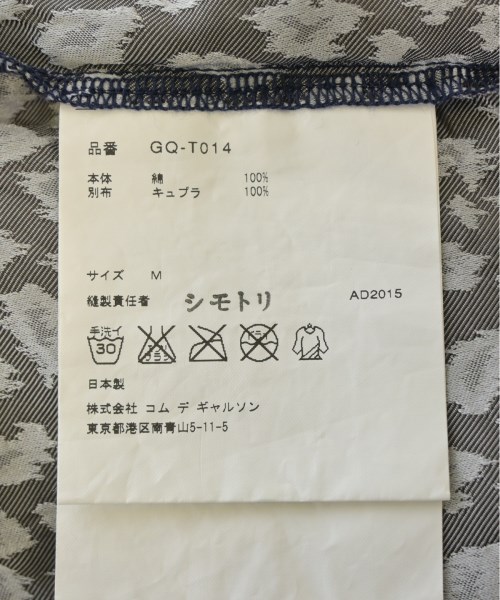 品番 GQ-T014
本体 綿 100%
別布 キュプラ 100%
サイズ M
縫製責任者 シモトリ AD2015
手洗イ
30
日本製
株式会社 コム デ ギャルソン
東京都港区南青山5-11-5